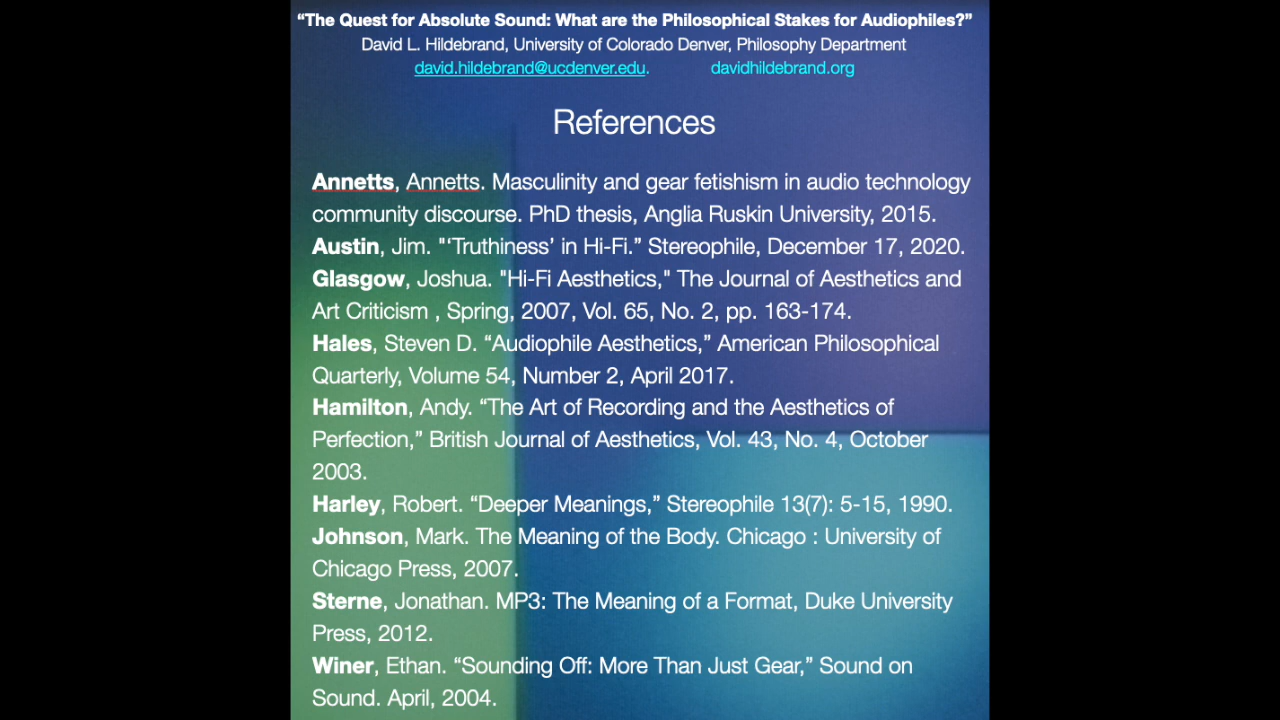 “The Quest for Absolute Sound: What are the Philosophical Stakes for Audiophiles?”
David L. Hildebrand, University of Colorado Denver, Philosophy Department
david.hildebrand@ucdenver.edu. davidhildebrand.org
References
Annetts, Annetts. Masculinity and gear fetishism in audio technology
community discourse. PhD thesis, Anglia Ruskin University, 2015.
Austin, Jim. "‘Truthiness’ in Hi-Fi.” Stereophile, December 17, 2020.
Glasgow, Joshua. "Hi-Fi Aesthetics," The Journal of Aesthetics and
Art Criticism , Spring, 2007, Vol. 65, No. 2, pp. 163-174.
Hales, Steven D. “Audiophile Aesthetics,” American Philosophical
Quarterly, Volume 54, Number 2, April 2017.
Hamilton, Andy. “The Art of Recording and the Aesthetics of
Perfection,” British Journal of Aesthetics, Vol. 43, No. 4, October
2003.
Harley, Robert. “Deeper Meanings,” Stereophile 13(7): 5-15, 1990.
Johnson, Mark. The Meaning of the Body. Chicago : University of
Chicago Press, 2007.
Sterne, Jonathan. MP3: The Meaning of a Format, Duke University
Press, 2012.
Winer, Ethan. “Sounding Off: More Than Just Gear,” Sound on
Sound. April, 2004.